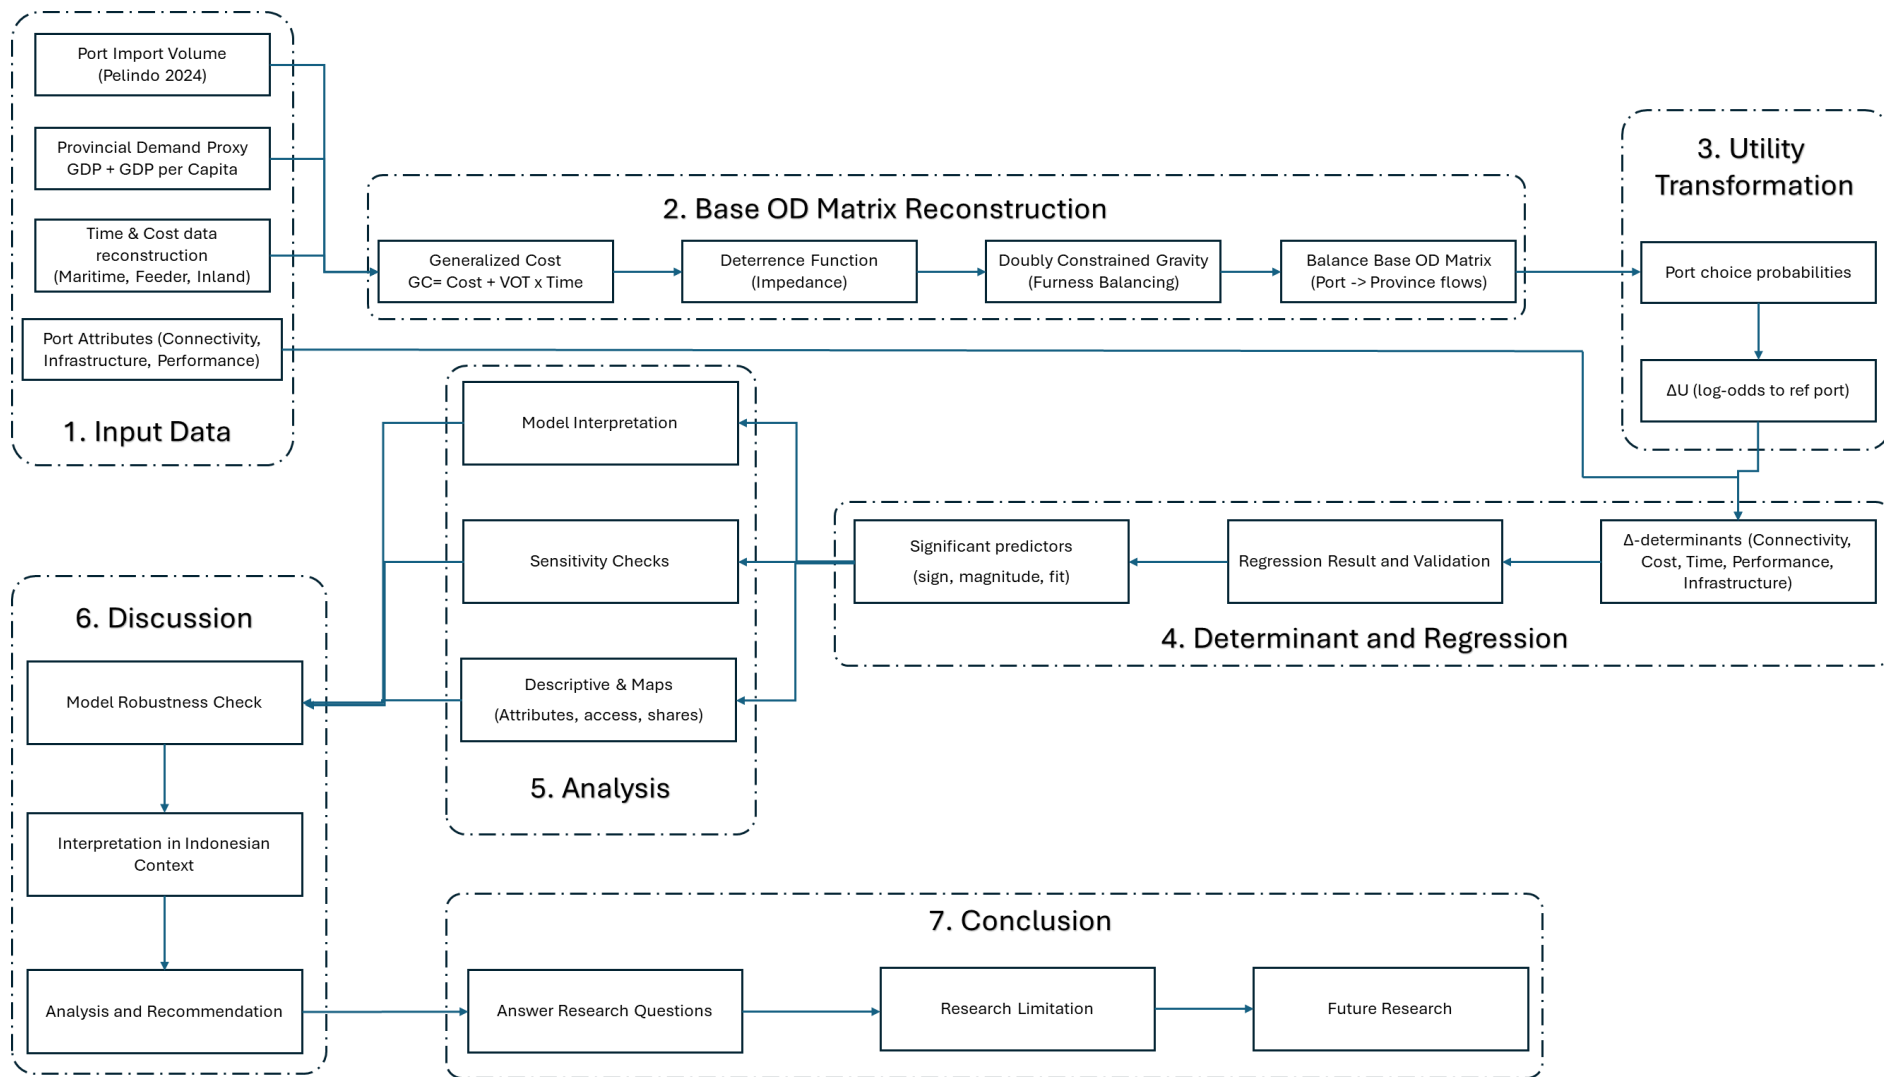 Port Import Volume
(Pelindo 2024)
Provincial Demand Proxy
GDP + GDP per Capita
Time & Cost data
reconstruction
(Maritime, Feeder, Inland)
Port Attributes (Connectivity,
Infrastructure, Performance)
1. Input Data
2. Base OD Matrix Reconstruction
Generalized Cost
GC= Cost + VOT x Time
Deterrence Function
(Impedance)
Doubly Constrained Gravity
(Furness Balancing)
Balance Base OD Matrix
(Port -> Province flows)
3. Utility
Transformation
Port choice probabilities
ΔU (log-odds to ref port)
Δ-determinants (Connectivity,
Cost, Time, Performance,
Infrastructure)
Regression Result and Validation
Significant predictors
(sign, magnitude, fit)
4. Determinant and Regression
Model Interpretation
Sensitivity Checks
Descriptive & Maps
(Attributes, access, shares)
5. Analysis
6. Discussion
Model Robustness Check
Interpretation in Indonesian
Context
Analysis and Recommendation
7. Conclusion
Answer Research Questions
Research Limitation
Future Research